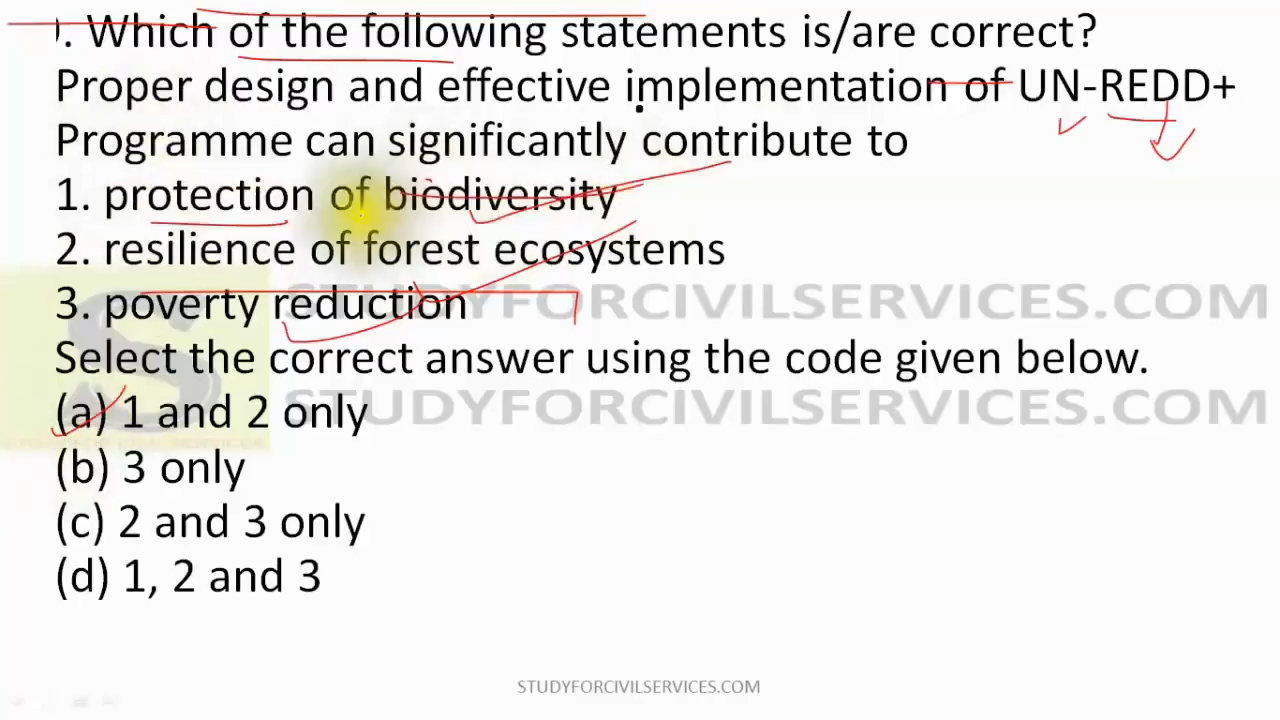 . Which of the following statements is/are correct?
Proper design and effective implementation of UN-REDD+
Programme can significantly contribute to
1. protection of biodiversity
2. resilience of forest ecosystems
3. poverty reduction
STUDYFORCIVILSERVICES.COM
Select the correct answer using the code given below.
(a) 1 and 2 only
STUDYFORCIVILSERVICES.COM
(b) 3 only
(c) 2 and 3 only
(d) 1, 2 and 3
STUDYFORCIVILSERVICES.COM